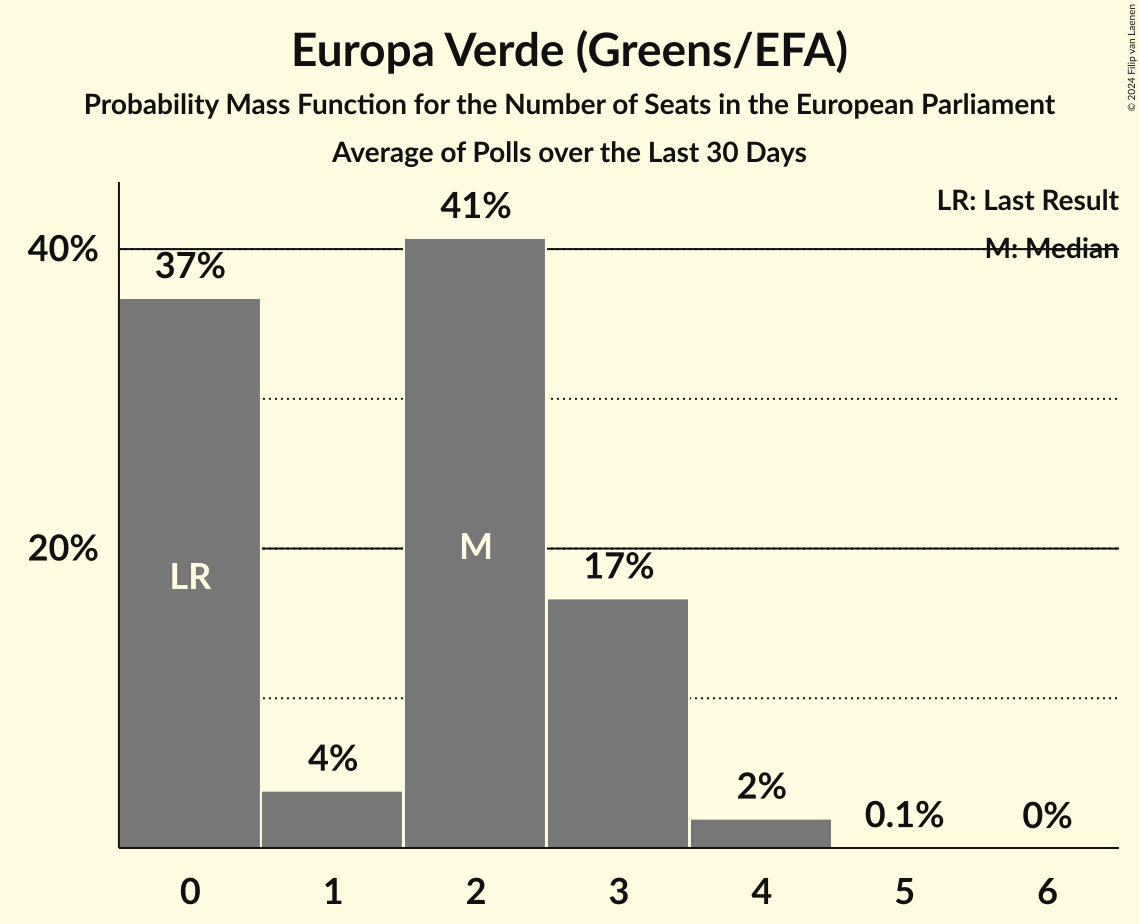 Europa Verde (Greens/EFA)
Probability Mass Function for the Number of Seats in the European Parliament
Average of Polls over the Last 30 Days
© 2024 Filip van Laenen
LR: Last Result
M: Median
40%
20%
37%
4%
41%
17%
2%
0.1%
0%
LR
M
0 1 2 3 4 5 6